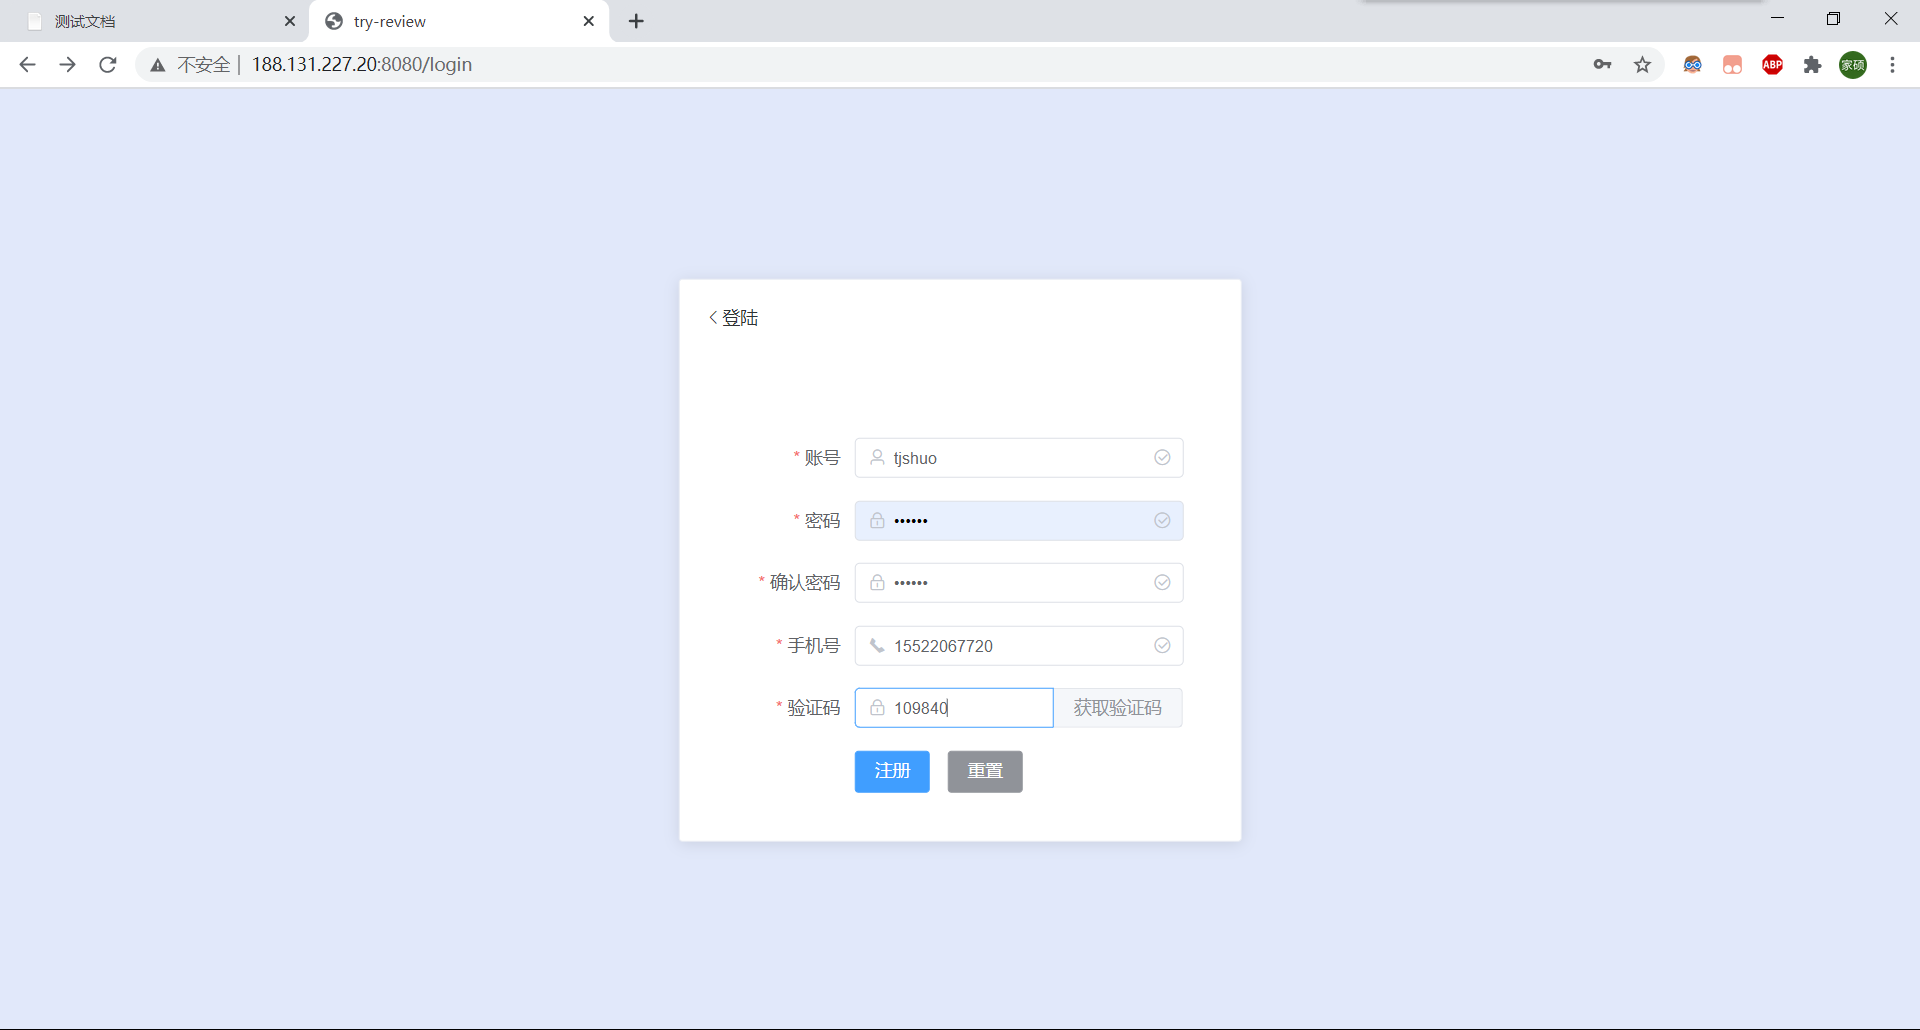 测试文档
try-review
不安全 | 188.131.227.20:8080/login
ABP
家硕
登陆
* 账号 tjshuo
* 密码 ••••••
* 确认密码 ••••••
* 手机号 15522067720
* 验证码 109840 获取验证码
注册 重置